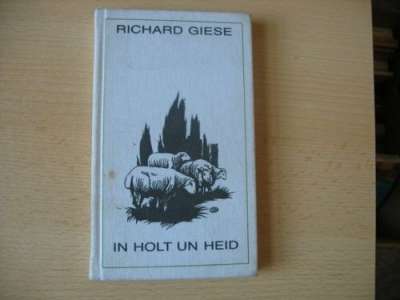 RICHARD GIESE
IN HOLT UN HEID